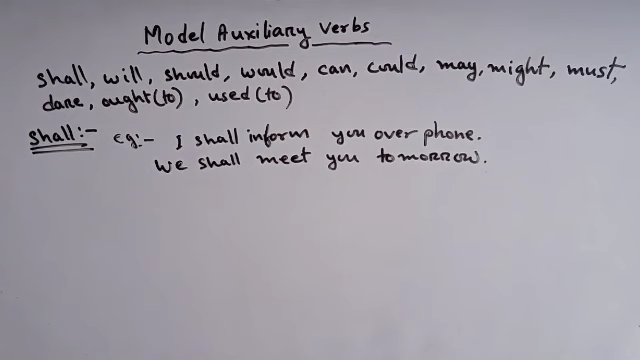 Model Auxiliary Verbs
shall, will, should, would, can, could, may, might, must,
dare, ought(to), used(to)
Shall:- eg:- I shall inform you over phone.
We shall meet you tomorrow.